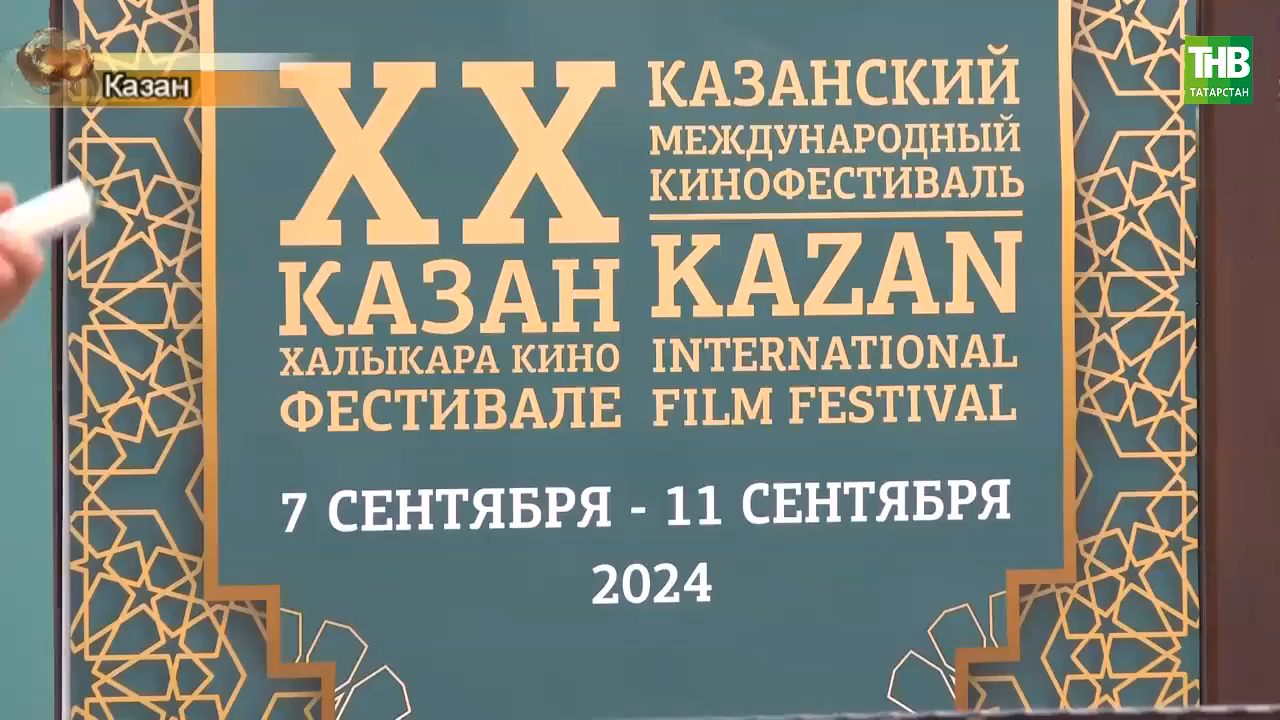 Казан
ТНВ
ТАТАРСТАН
XX
КАЗАН
ХАЛЫКАРА КИНО
ФЕСТИВАЛЕ
КАЗАНСКИЙ
МЕЖДУНАРОДНЫЙ
КИНОФЕСТИВАЛЬ
KAZAN
INTERNATIONAL
FILM FESTIVAL
7 СЕНТЯБРЯ - 11 СЕНТЯБРЯ
2024